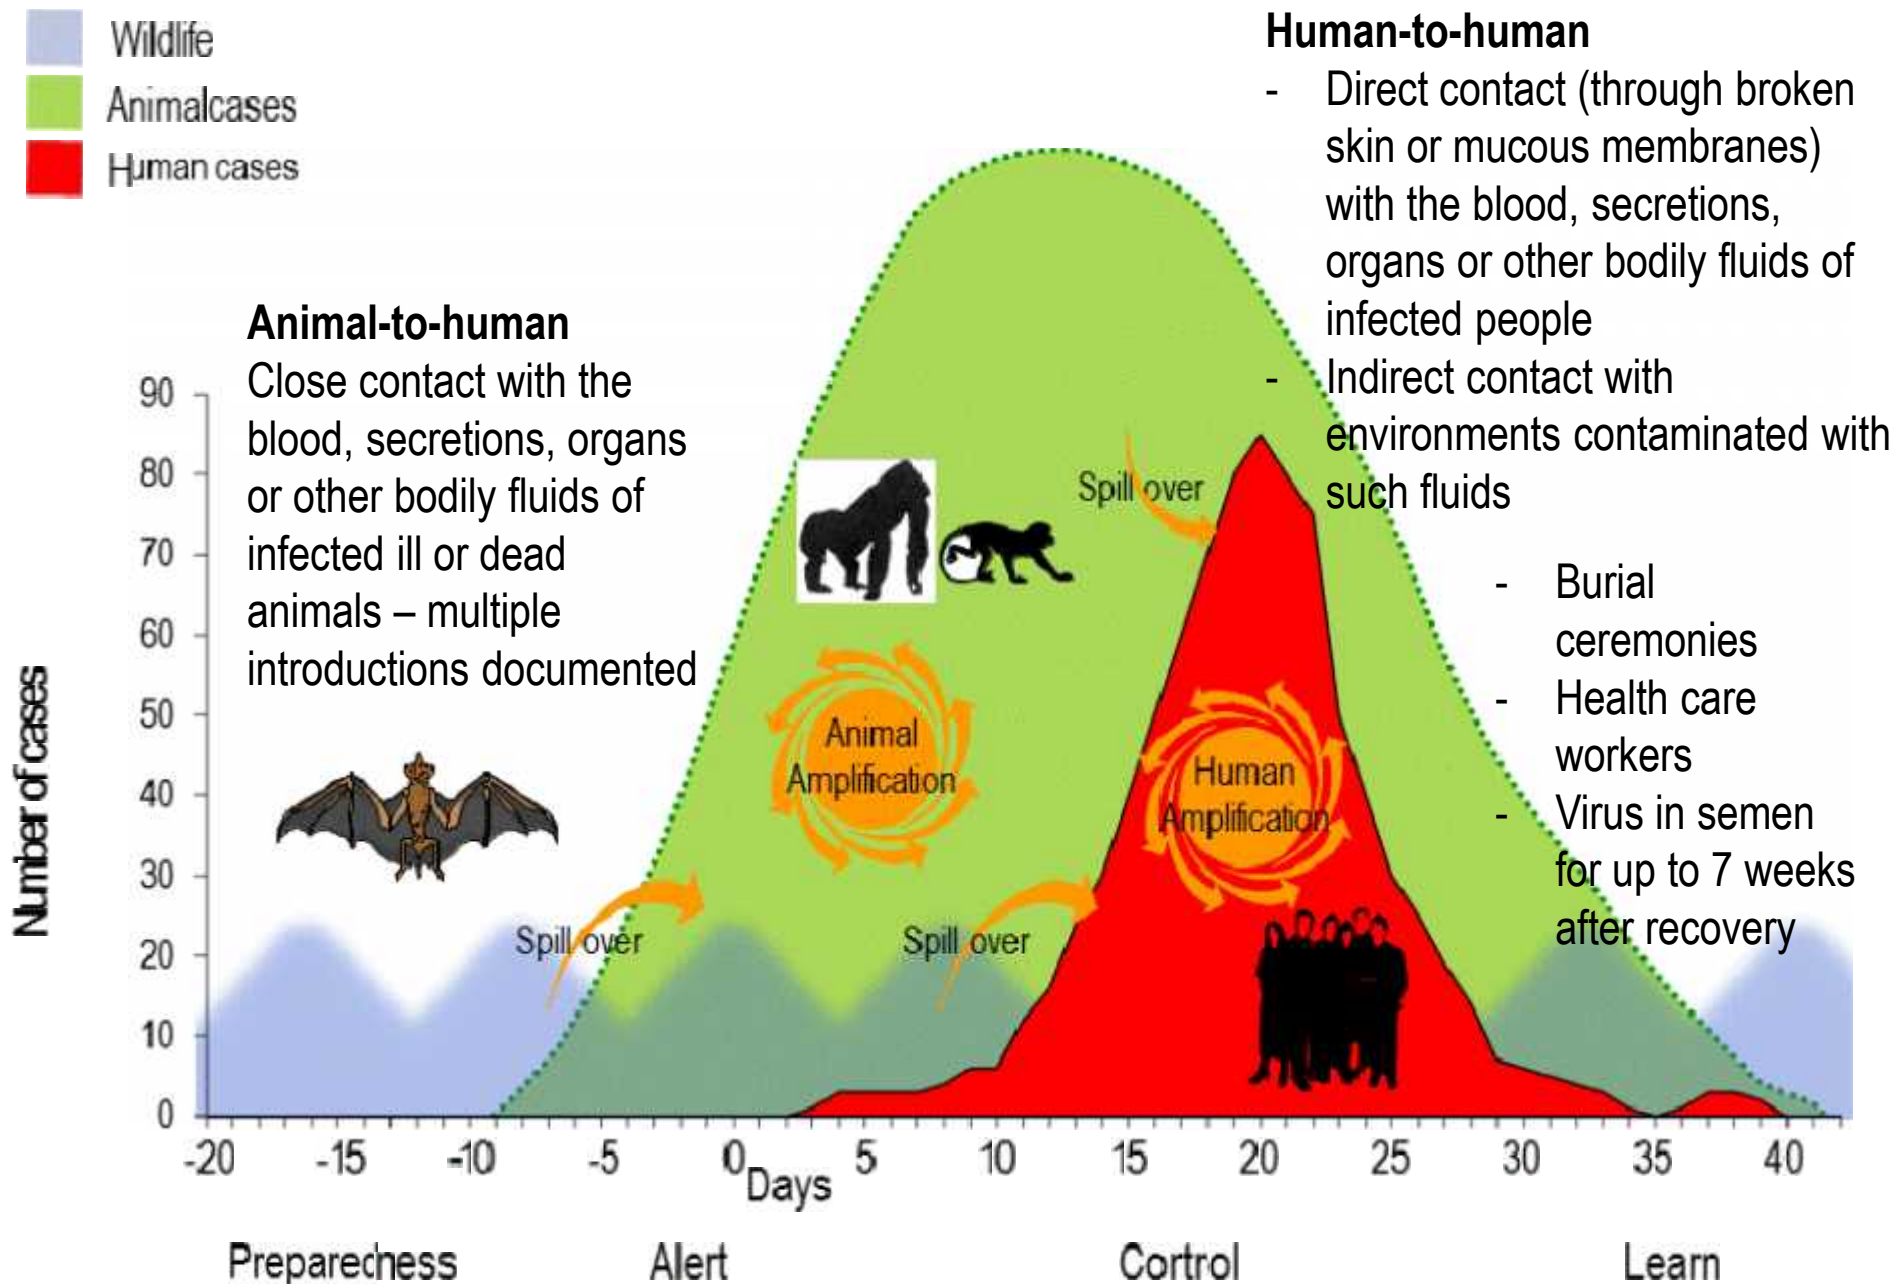 Wildlife
Animalcases
Human cases
Human-to-human
- Direct contact (through broken
skin or mucous membranes)
with the blood, secretions,
organs or other bodily fluids of
infected people
- Indirect contact with
environments contaminated with
such fluids
- Burial
ceremonies
- Health care
workers
- Virus in semen
for up to 7 weeks
after recovery
Animal-to-human
Close contact with the
blood, secretions, organs
or other bodily fluids of
infected ill or dead
animals – multiple
introductions documented
Spill over
Animal
Amplification
Human
Amplification
Spill over
Spill over
Number of cases
90
80
70
60
50
40
30
20
10
0
-20 -15 -10 -5 0 5 10 15 20 25 30 35 40
Days
Preparedness Alert Cortrol Learn